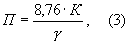 П = 8,76· К / γ , (3)